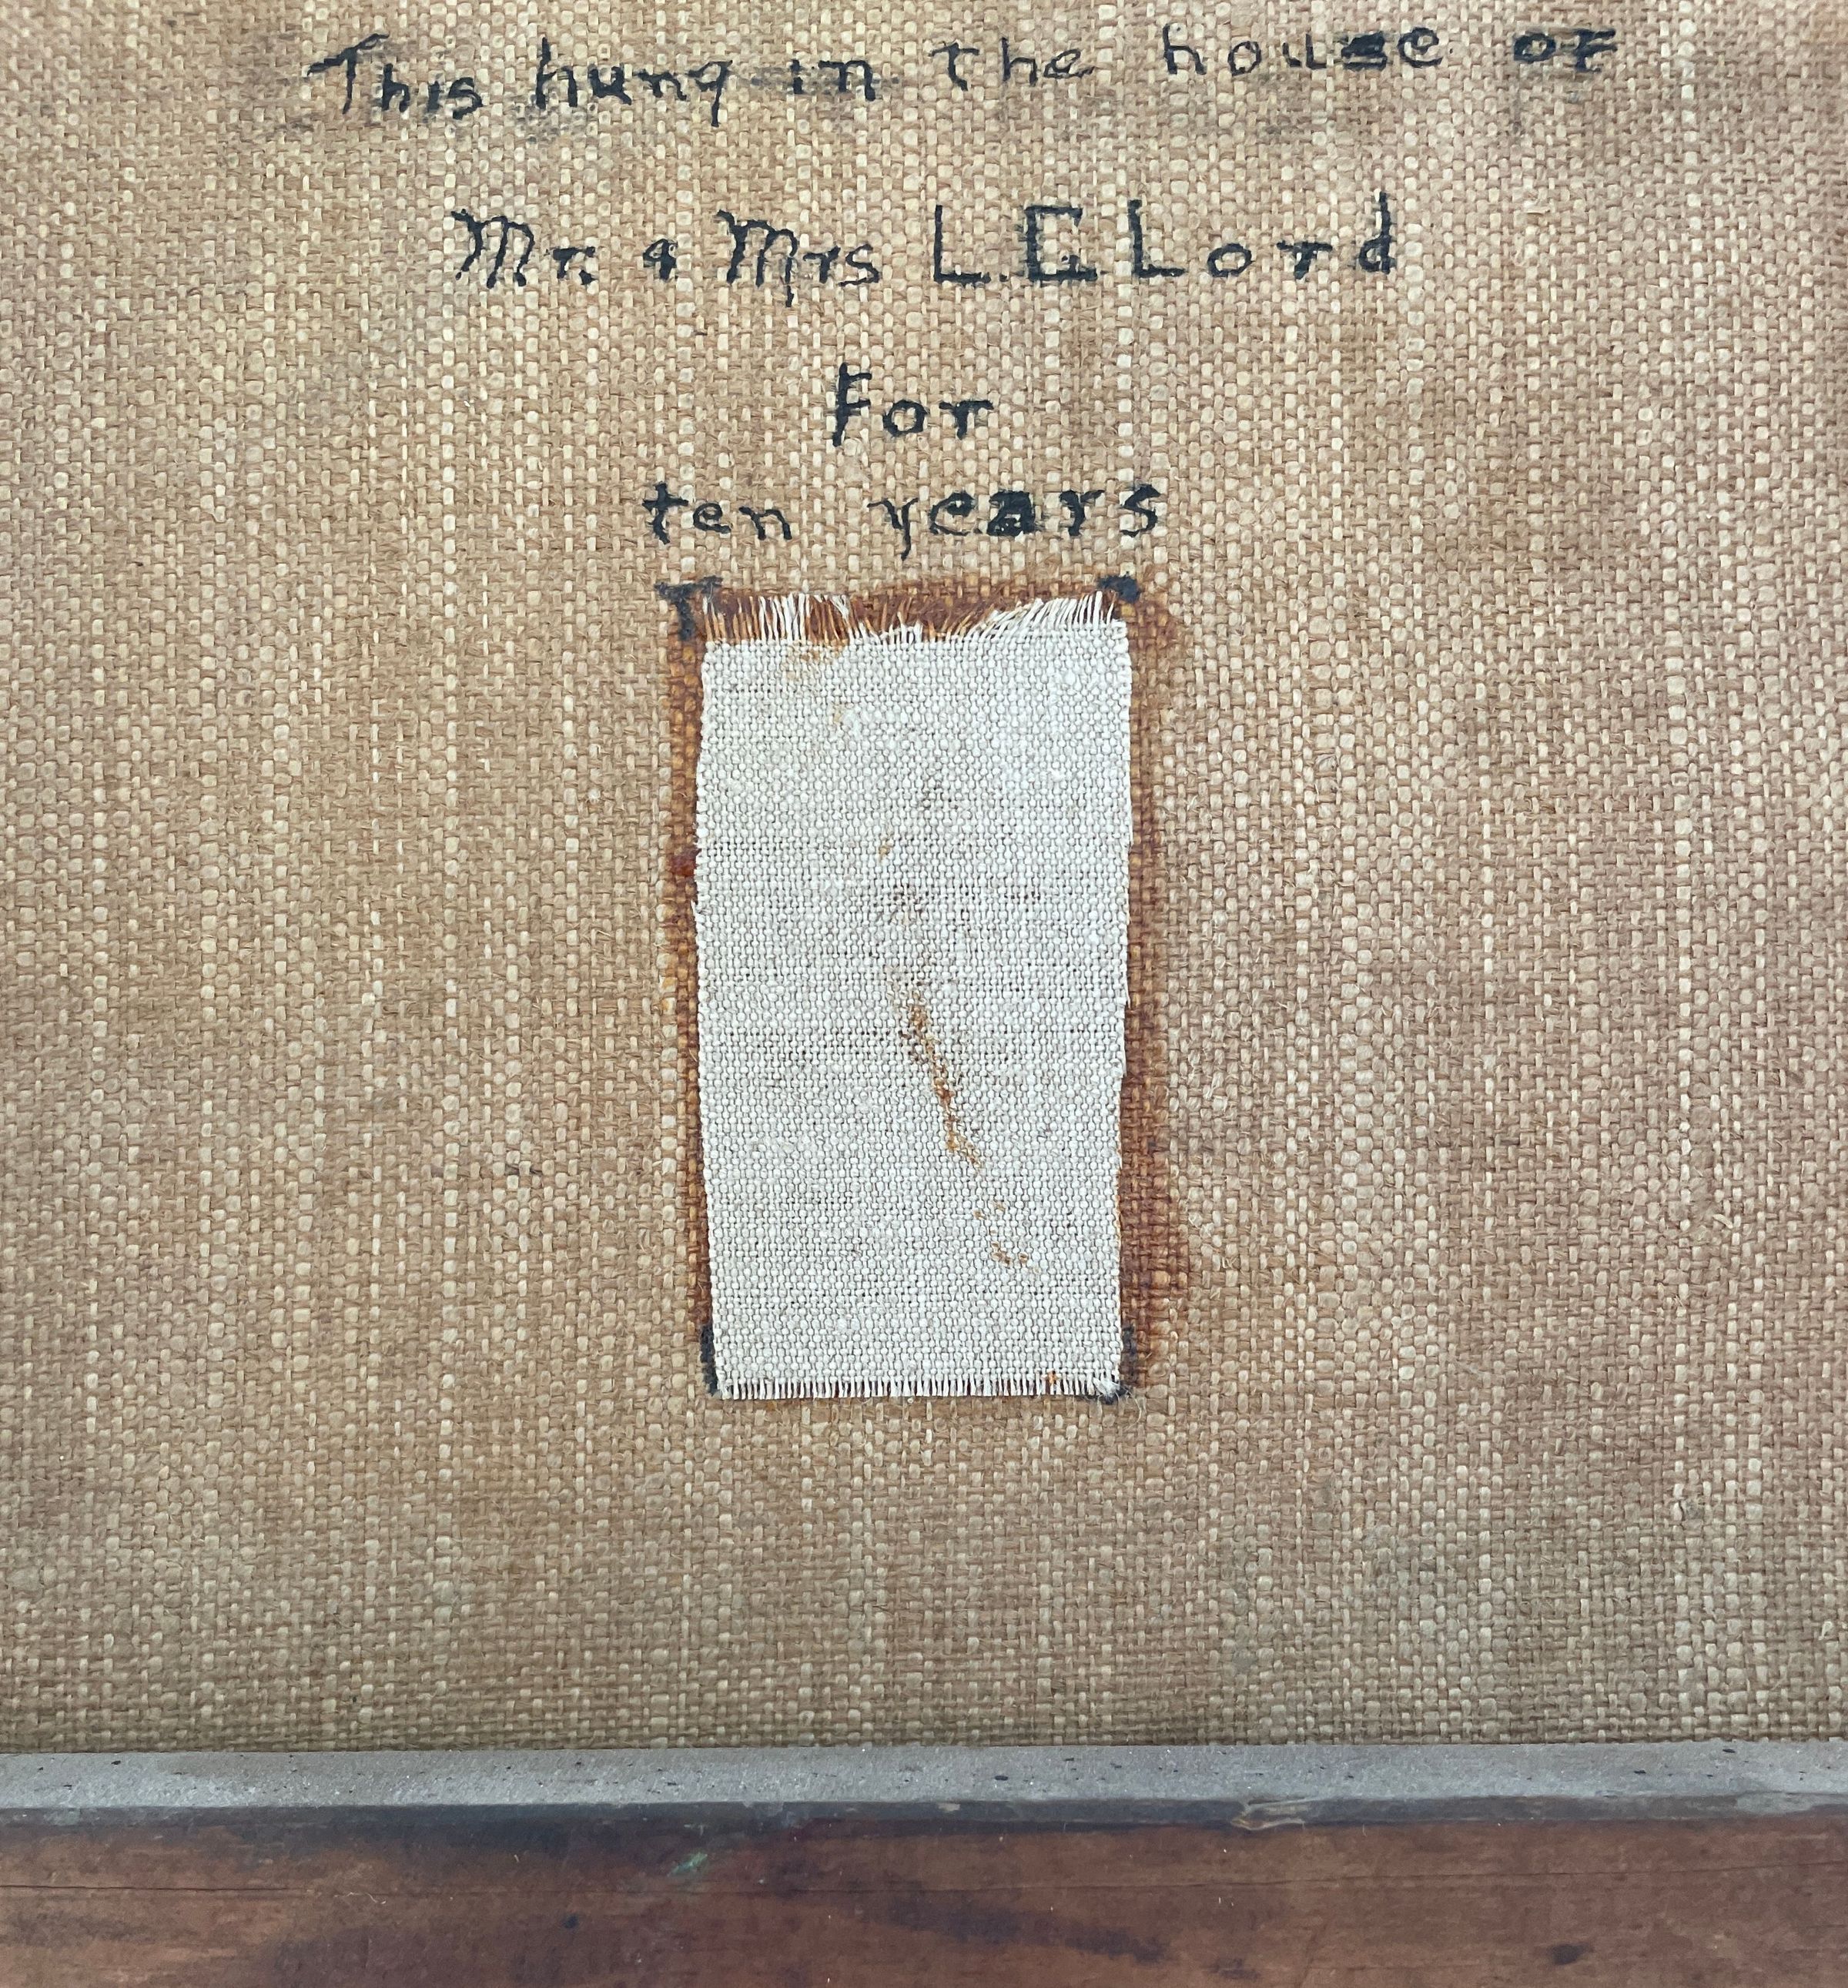 This hung in the house of
Mr. & Mrs L.E Lord
For
ten years